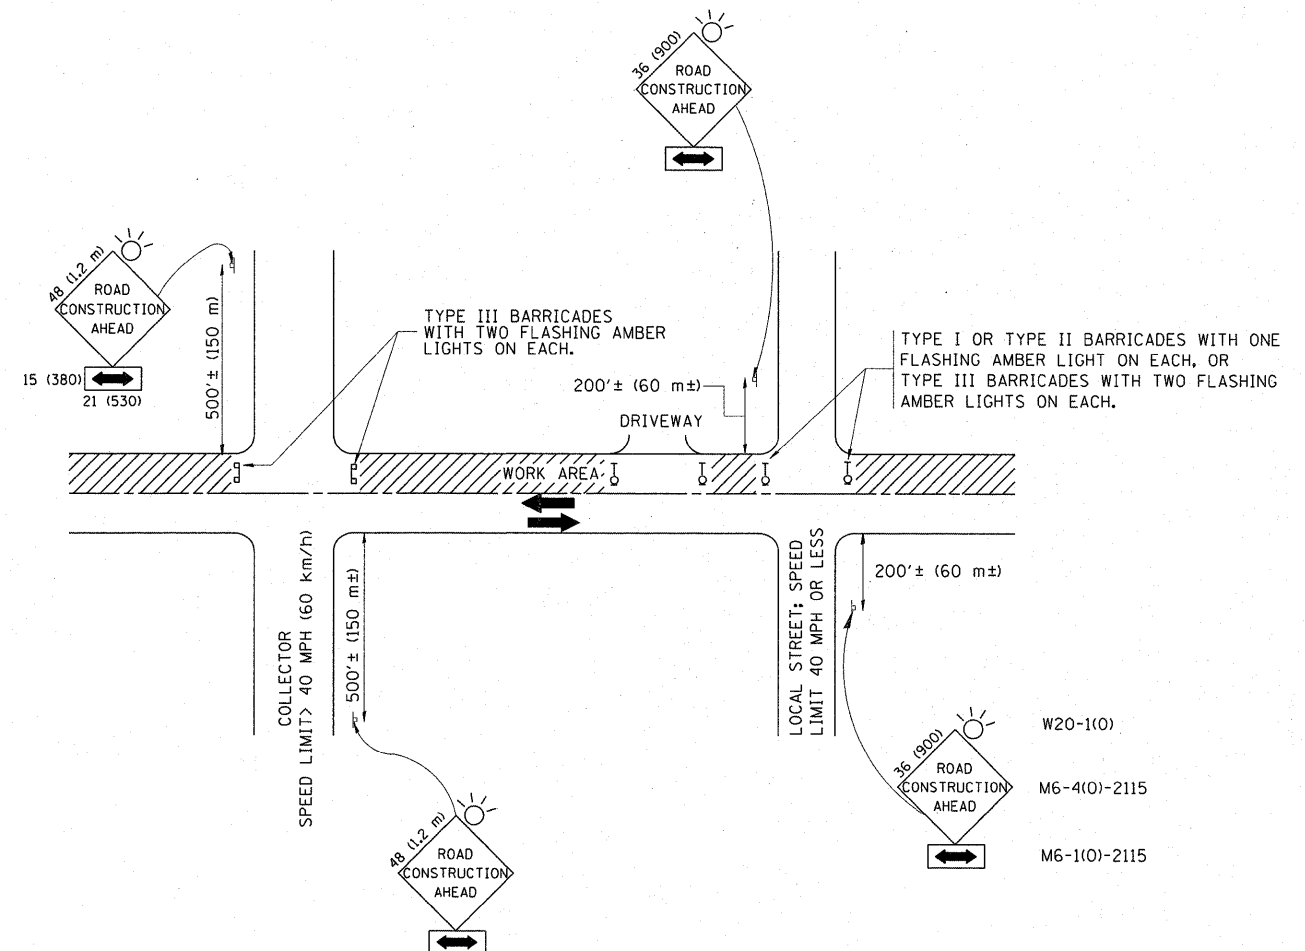 36 (900)
ROAD
CONSTRUCTION
AHEAD
48 (1.2 m)
ROAD
CONSTRUCTION
AHEAD
15 (380)
21 (530)
500'± (150 m)
TYPE III BARRICADES
WITH TWO FLASHING AMBER
LIGHTS ON EACH.
TYPE I OR TYPE II BARRICADES WITH ONE
FLASHING AMBER LIGHT ON EACH, OR
TYPE III BARRICADES WITH TWO FLASHING
AMBER LIGHTS ON EACH.
200'± (60 m±)
DRIVEWAY
WORK AREA
COLLECTOR
SPEED LIMIT> 40 MPH (60 km/h)
500'± (150 m±)
LOCAL STREET; SPEED
LIMIT 40 MPH OR LESS
200'± (60 m±)
36 (900)
ROAD
CONSTRUCTION
AHEAD
W20-1(O)
M6-4(O)-2115
M6-1(O)-2115
48 (1.2 m)
ROAD
CONSTRUCTION
AHEAD